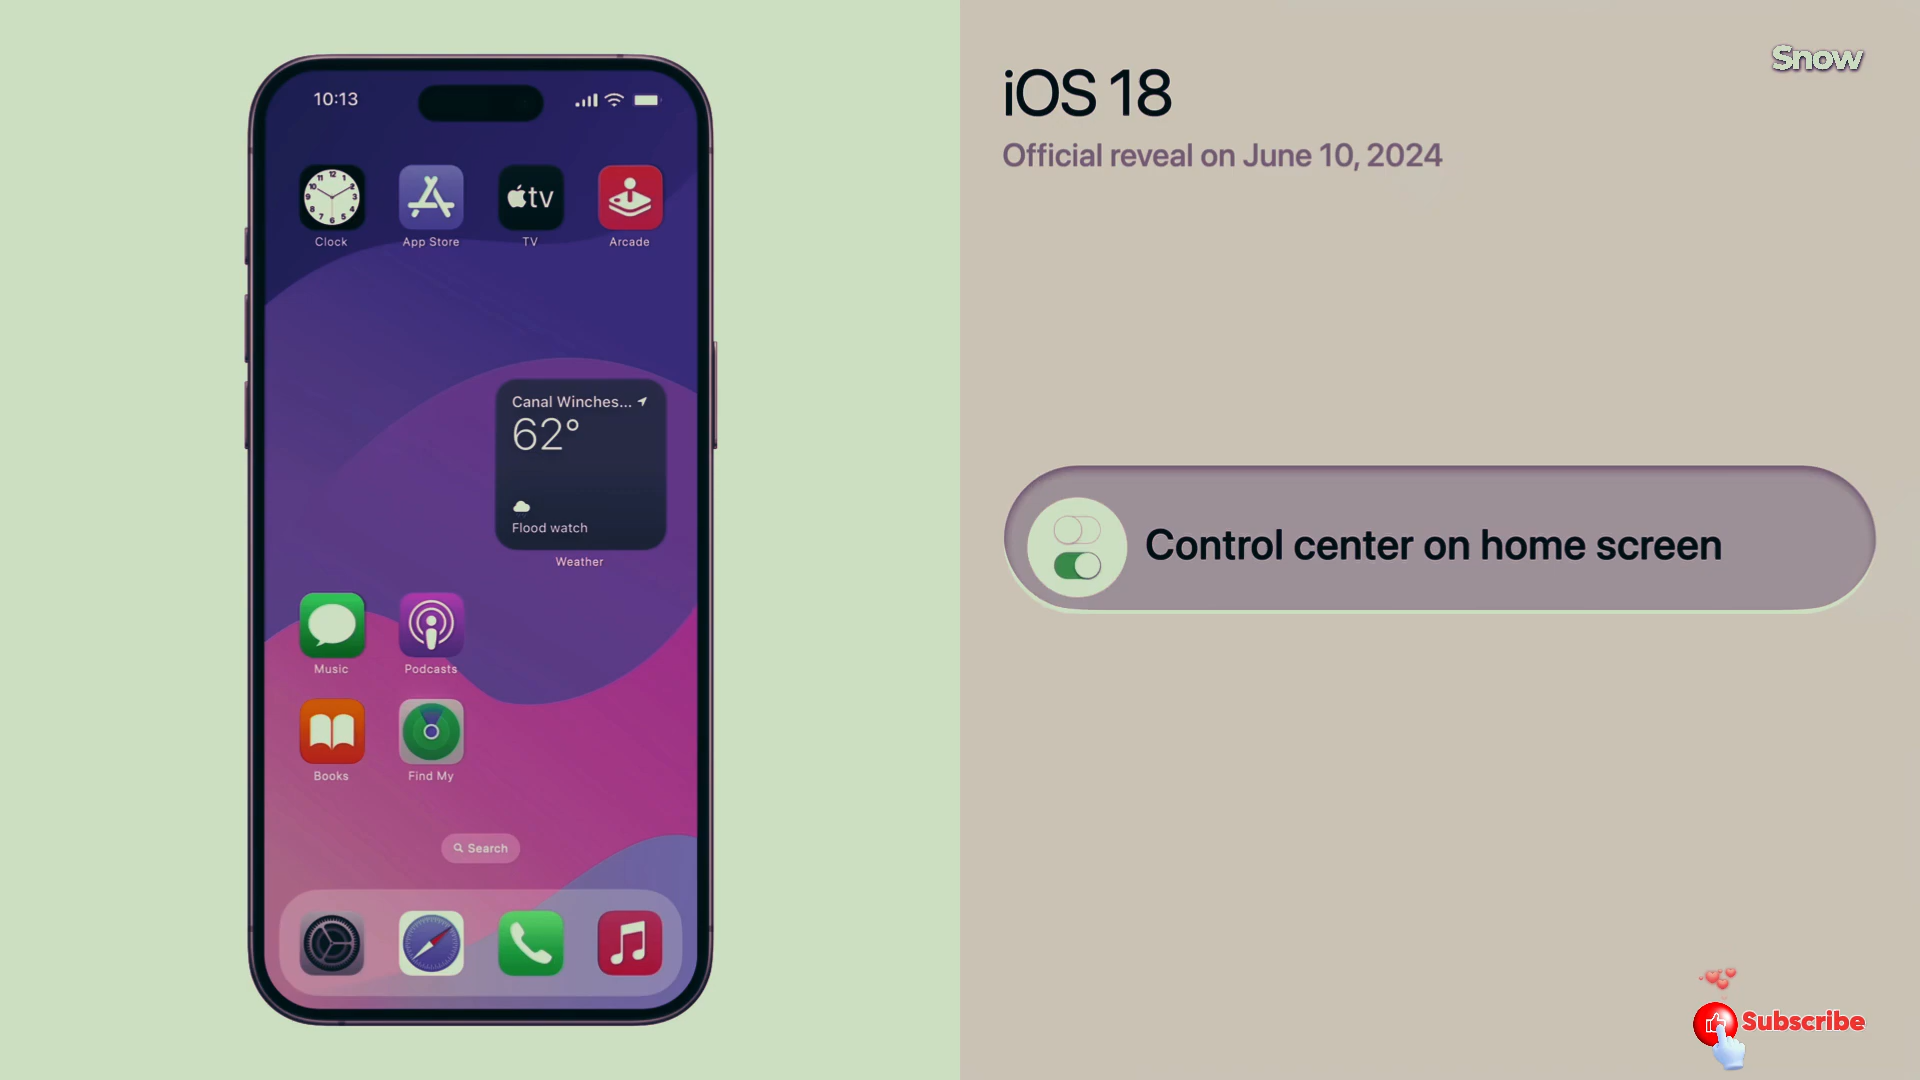 10:13
Clock
App Store
tv
TV
Arcade
Canal Winches...
62°
Flood watch
Weather
Music
Podcasts
Books
Find My
Search
iOS 18
Official reveal on June 10, 2024
Snow
Control center on home screen
Subscribe